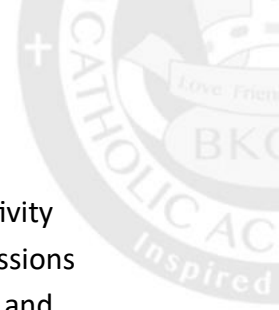 CATHOLIC AC
Love Frien
BKC
Inspired
ivity
ssions
and